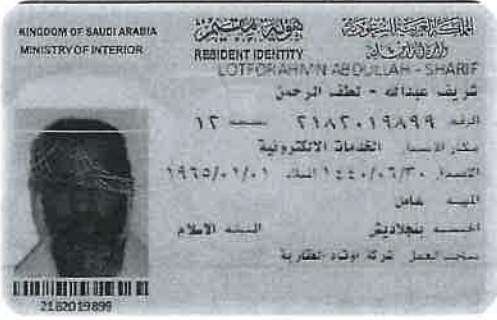 KINGDOM OF SAUDI ARABIA
MINISTRY OF INTERIOR
هوية مقيم
RESIDENT IDENTITY
المملكة العربية السعودية
وزارة الداخلية
LOTFORAHMN ABDULLAH - SHARIF
شريف عبدالله - لطف الرحمن
الرقم ٢١٨٢٠١٩٨٩٩ نسخة ١٢
مكان الاصدار الخدمات الالكترونية
الاصدار ١٤٤٠/٠٦/٣٠ الميلاد ١٩٦٥/٠١/٠١
المهنة عامل
الجنسية بنجلاديش الديانة الاسلام
صاحب العمل شركة اوتاد العقارية
2182019899